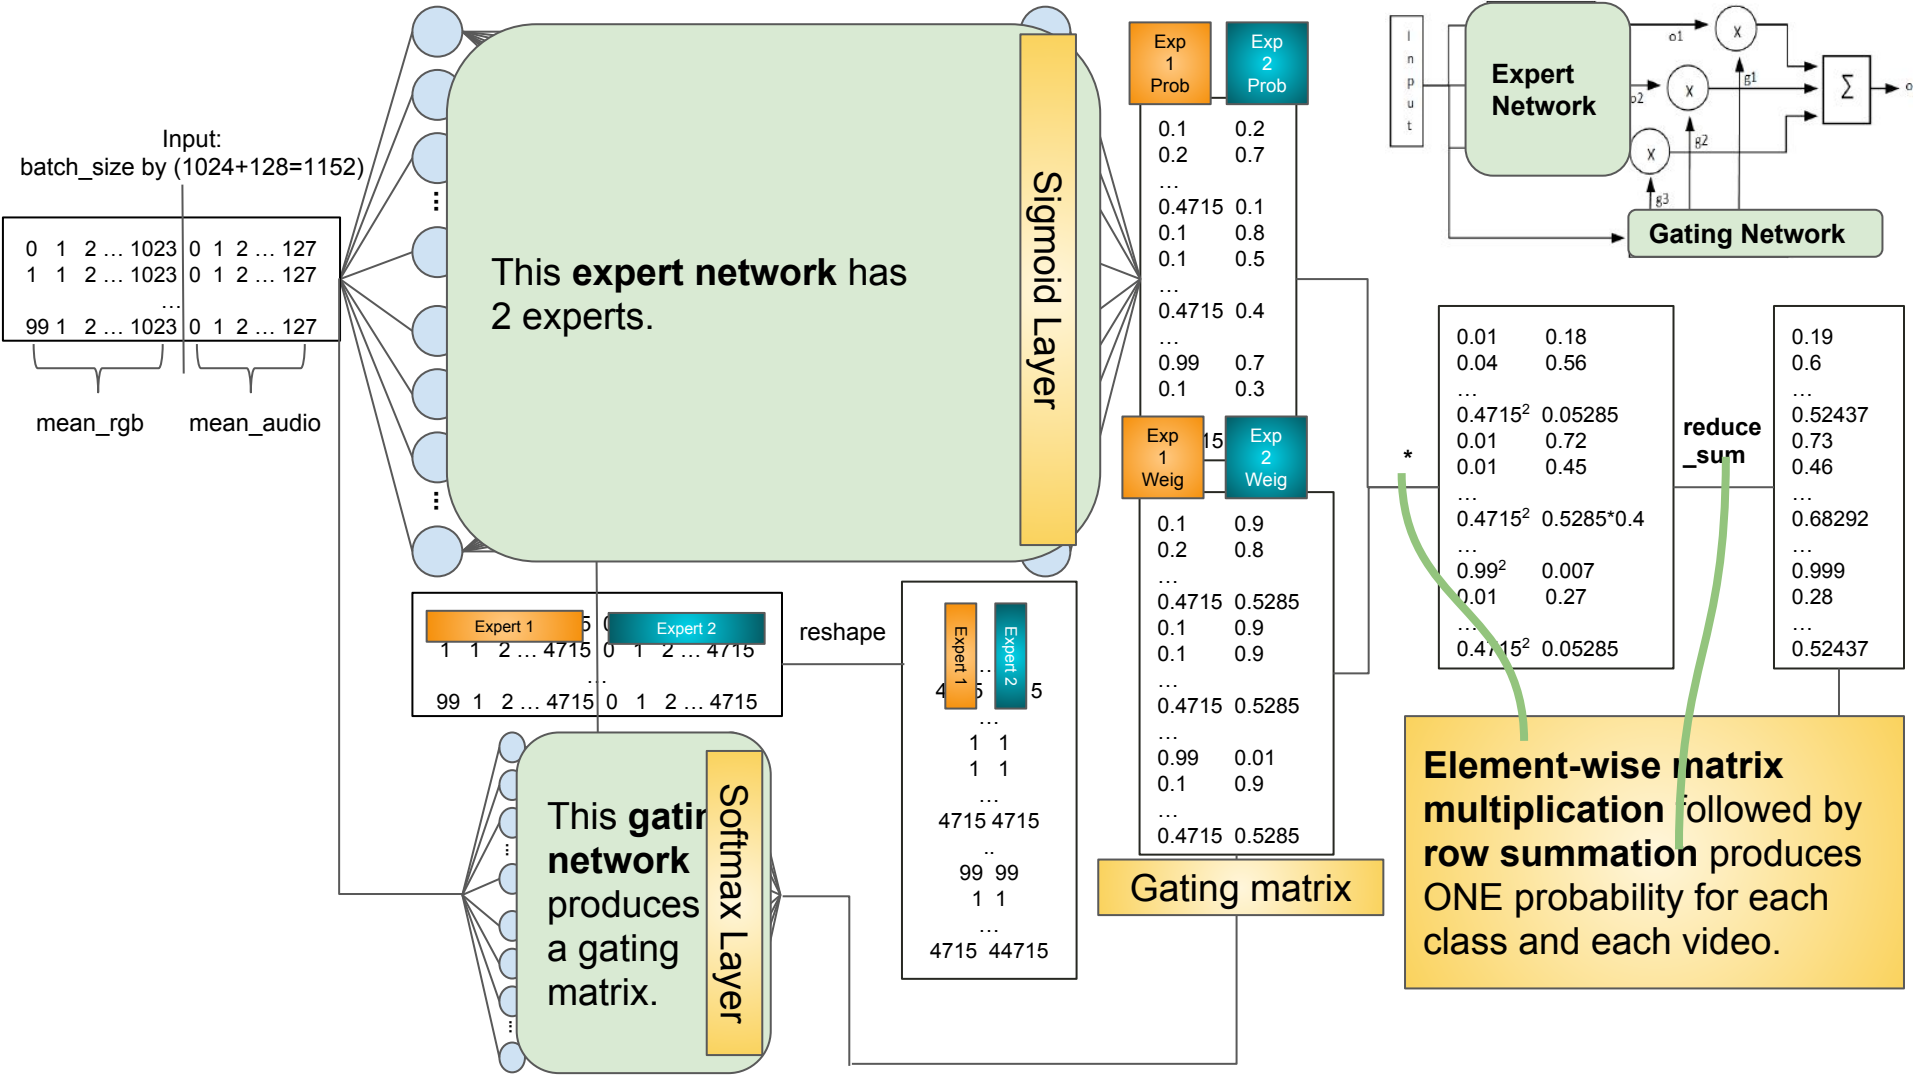 Input:
batch_size by (1024+128=1152)
0 1 2 … 1023 0 1 2 … 127
1 1 2 … 1023 0 1 2 … 127
…
99 1 2 … 1023 0 1 2 … 127
mean_rgb mean_audio
...
...
This expert network has
2 experts.
Sigmoid Layer
Exp
1
Prob
Exp
2
Prob
0.1 0.2
0.2 0.7
…
0.4715 0.1
0.1 0.8
0.1 0.5
…
0.4715 0.4
…
0.99 0.7
0.1 0.3
15
Exp
1
Weig
Exp
2
Weig
0.1 0.9
0.2 0.8
…
0.4715 0.5285
0.1 0.9
0.1 0.9
…
0.4715 0.5285
…
0.99 0.01
0.1 0.9
…
0.4715 0.5285
Gating matrix
Input
Expert
Network
o1
o2
x
x
x
g1
g2
g3
∑
o
Gating Network
*
0.01 0.18
0.04 0.56
…
0.4715² 0.05285
0.01 0.72
0.01 0.45
…
0.4715² 0.5285*0.4
…
0.99² 0.007
0.01 0.27
…
0.4715² 0.05285
reduce
_sum
0.19
0.6
…
0.52437
0.73
0.46
…
0.68292
…
0.999
0.28
…
0.52437
Expert 1 Expert 2
1 1 2 … 4715 0 1 2 … 4715
…
99 1 2 … 4715 0 1 2 … 4715
reshape
Expert 1
Expert 2
…
1 1
1 1
…
4715 4715
..
99 99
1 1
…
4715 44715
This
network
produces
a gating
matrix.
Softmax Layer
...
...
Element-wise matrix
multiplication followed by
row summation produces
ONE probability for each
class and each video.